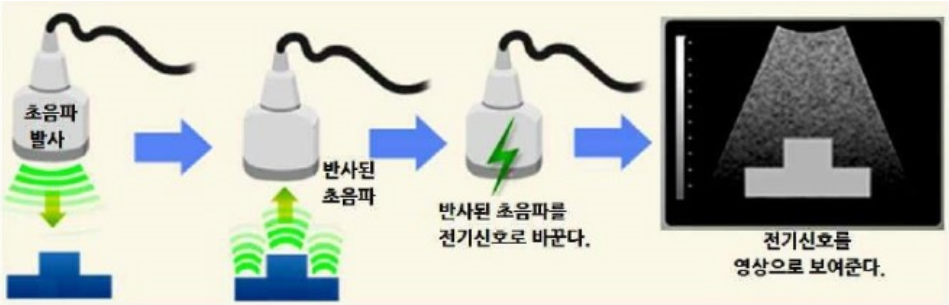 초음파
발사
반사된
초음파
반사된 초음파를
전기신호로 바꾼다.
전기신호를
영상으로 보여준다.